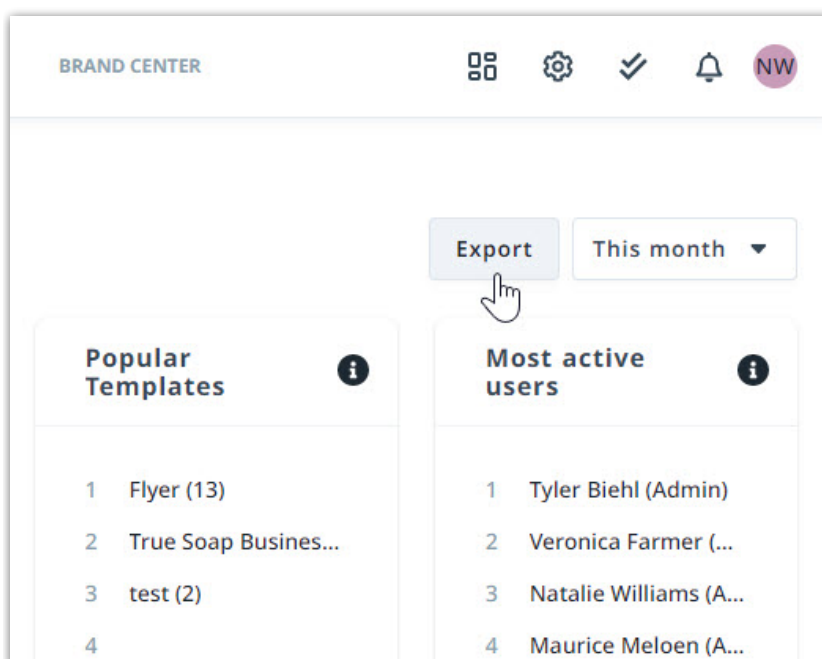 BRAND CENTER
NW
Export
This month
Popular
Templates
Most active
users
1 Flyer (13)
2 True Soap Busines...
3 test (2)
4
1 Tyler Biehl (Admin)
2 Veronica Farmer (...
3 Natalie Williams (A...
4 Maurice Meloen (A...